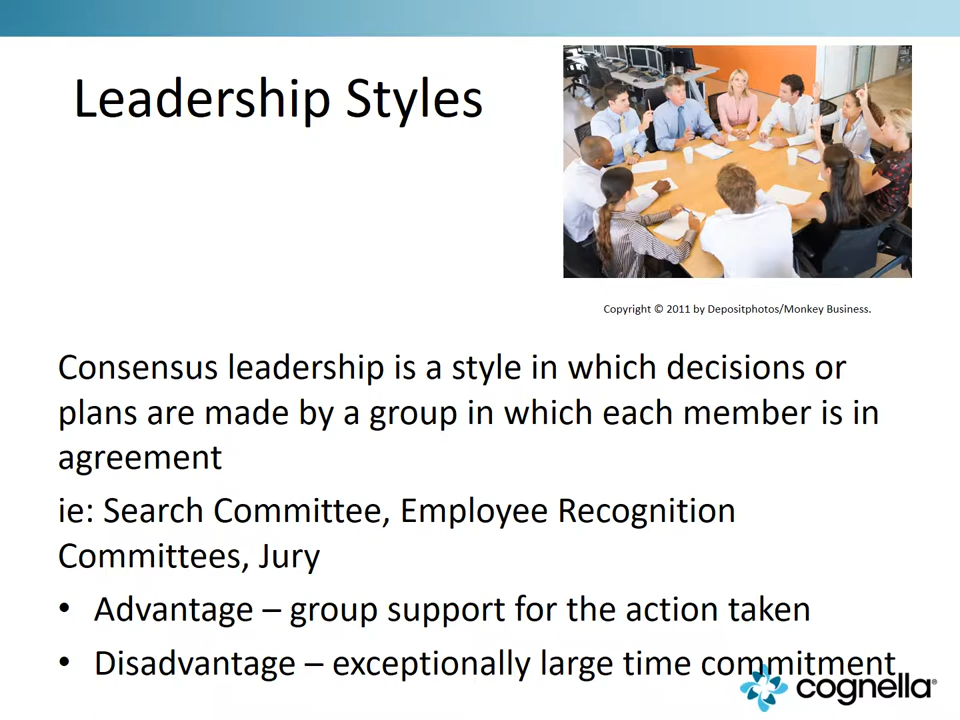 Leadership Styles
Copyright © 2011 by Depositphotos/Monkey Business.
Consensus leadership is a style in which decisions or
plans are made by a group in which each member is in
agreement
ie: Search Committee, Employee Recognition
Committees, Jury
• Advantage – group support for the action taken
• Disadvantage – exceptionally large time commitment
cognella®